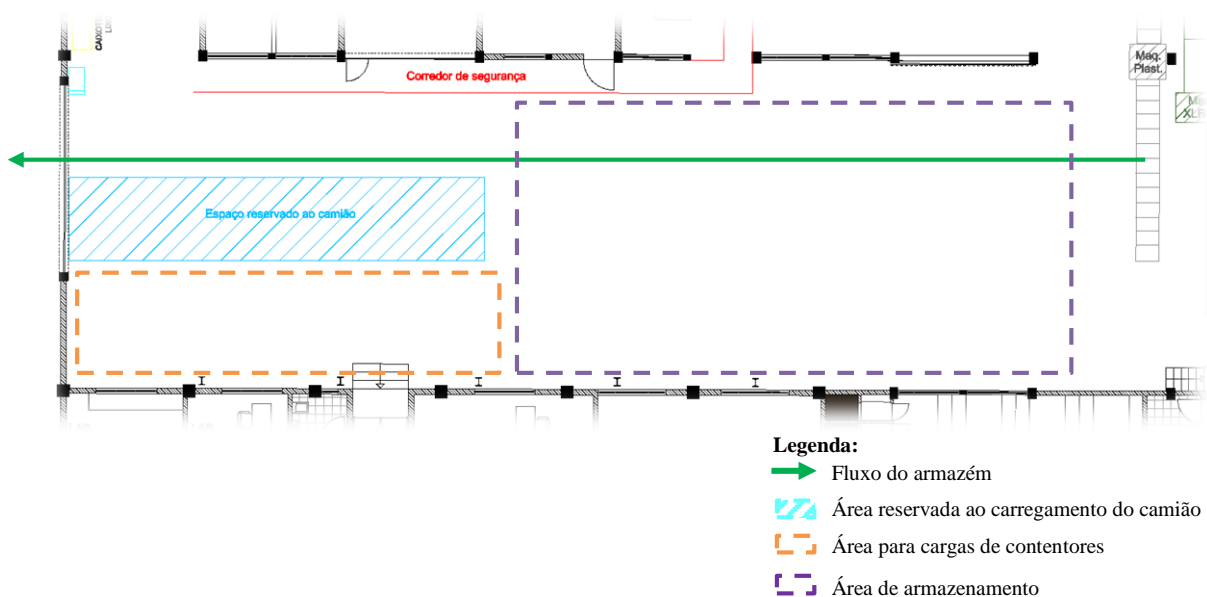 CAIXOTE
Corredor de segurança
Maq.
Plast.
Espaço reservado ao camião
Legenda:
Fluxo do armazém
Área reservada ao carregamento do camião
Área para cargas de contentores
Área de armazenamento